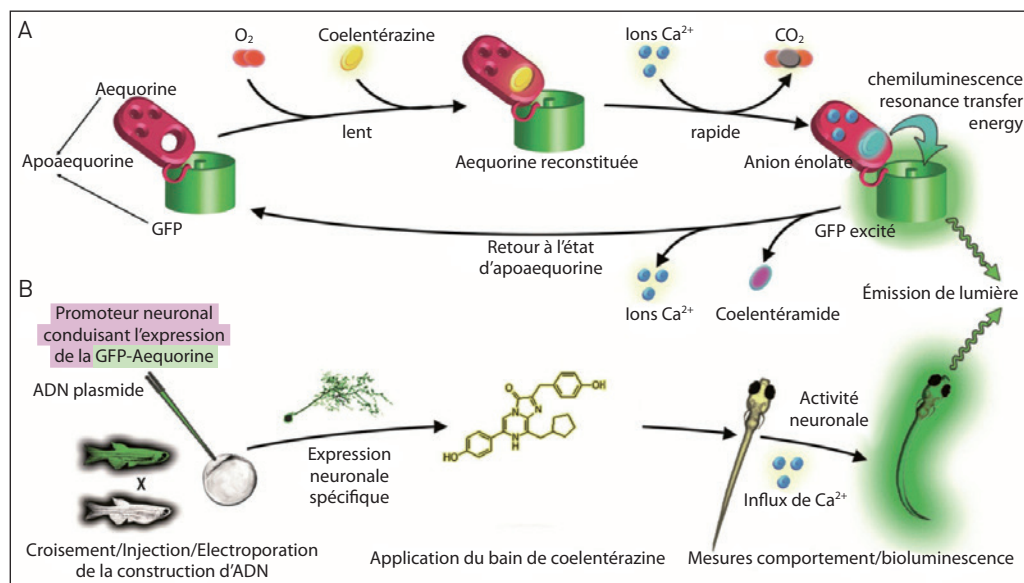 A
O₂
Coelentérazine
Ions Ca²⁺
CO₂
Aequorine
Apoaequorine
GFP
lent
Aequorine reconstituée
rapide
Anion énolate
chemiluminescence
resonance transfer
energy
GFP excité
Retour à l'état
d'apoaequorine
Ions Ca²⁺
Coelentéramide
Émission de lumière
B
Promoteur neuronal
conduisant l'expression
de la GFP-Aequorine
ADN plasmide
X
Croisement/Injection/Electroporation
de la construction d'ADN
Expression
neuronale
spécifique
O
OH
N
N
N
H
HO
Application du bain de coelentérazine
Activité
neuronale
Influx de Ca²⁺
Mesures comportement/bioluminescence